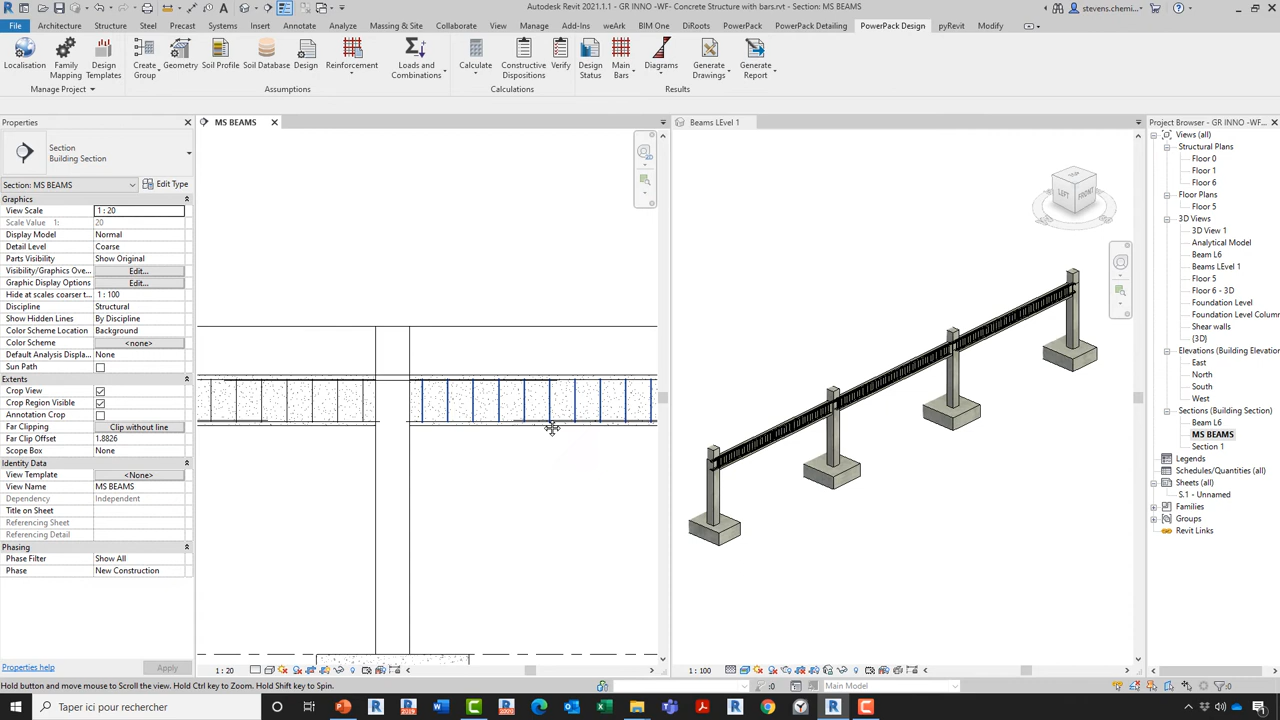 Autodesk Revit 2021.1.1 - GR INNO -WF- Concrete Structure with bars.rvt - Section: MS BEAMS
stevens.chemi...
File Architecture Structure Steel Precast Systems Insert Annotate Analyze Massing & Site Collaborate View Manage Add-Ins BIM One DiRoots PowerPack PowerPack Detailing weArk PowerPack Design pyRevit Modify
Localisation Family Mapping Design Templates Create Group Geometry Soil Profile Soil Database Design Reinforcement Loads and Combinations Calculate Constructive Dispositions Verify Design Status Main Bars Diagrams Generate Drawings Generate Report
Manage Project Assumptions Calculations Results
Properties
MS BEAMS
Beams LEvel 1
Project Browser - GR INNO -WF-...
Section
Building Section
Section: MS BEAMS
Edit Type
Graphics
View Scale 1 : 20
Scale Value 1: 20
Display Model Normal
Detail Level Coarse
Parts Visibility Show Original
Visibility/Graphics Ove... Edit...
Graphic Display Options Edit...
Hide at scales coarser t... 1 : 100
Discipline Structural
Show Hidden Lines By Discipline
Color Scheme Location Background
Color Scheme <none>
Default Analysis Displa... None
Sun Path
Extents
Crop View
Crop Region Visible
Annotation Crop
Far Clipping Clip without line
Far Clip Offset 1.8826
Scope Box None
Identity Data
View Template <None>
View Name MS BEAMS
Dependency Independent
Title on Sheet
Referencing Sheet
Referencing Detail
Phasing
Phase Filter Show All
Phase New Construction
Properties help
Apply
TOP
LEFT
FRONT
Views (all)
Structural Plans
Floor 0
Floor 1
Floor 6
Floor Plans
Floor 5
3D Views
3D View 1
Analytical Model
Beam L6
Beams LEvel 1
Floor 5
Floor 6 - 3D
Foundation Level
Foundation Level Colum
Shear walls
{3D}
Elevations (Building Elevation
East
North
South
West
Sections (Building Section)
Beam L6
MS BEAMS
Section 1
Legends
Schedules/Quantities (all)
Sheets (all)
S.1 - Unnamed
Families
Groups
Revit Links
1 : 20
1 : 100
Hold button and move mouse to Scroll the view. Hold Ctrl key to Zoom. Hold Shift key to Spin.
:0
Main Model
:0
Taper ici pour rechercher